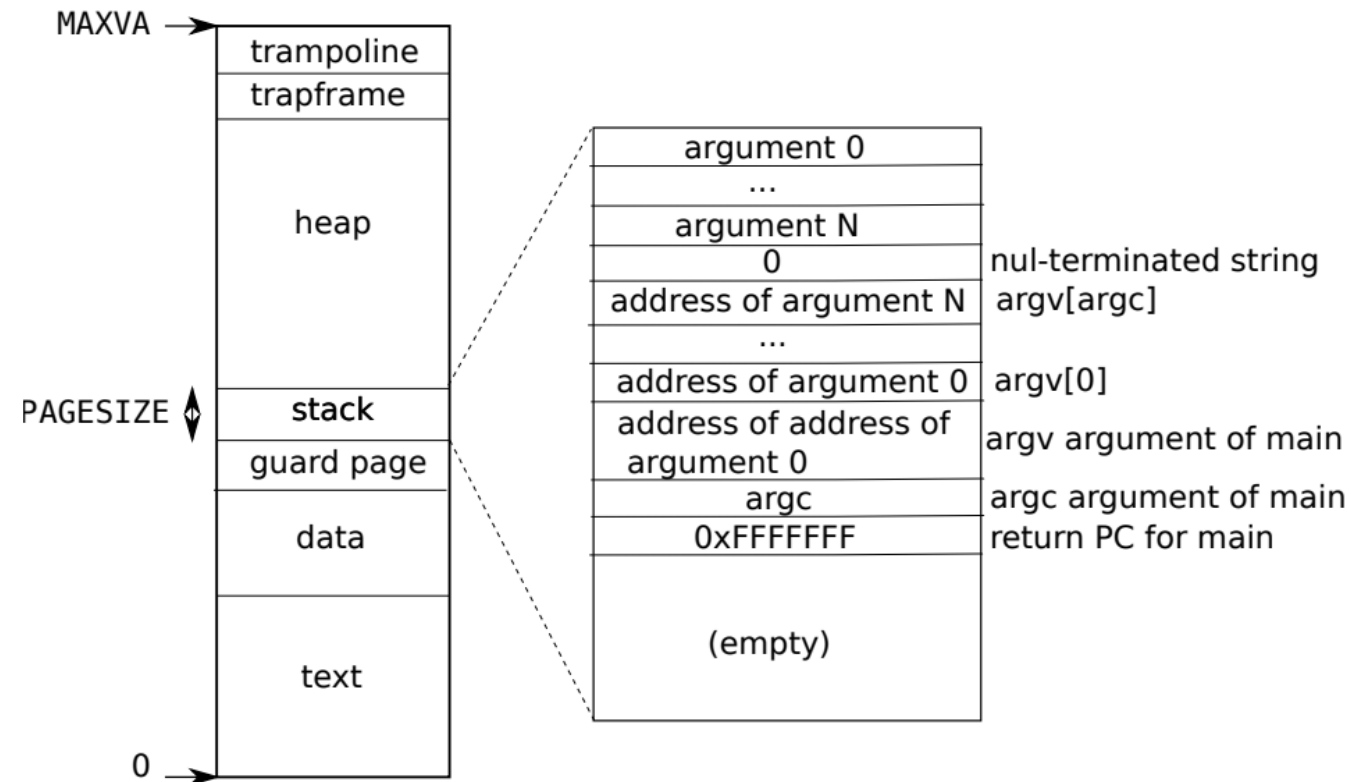 MAXVA
trampoline
trapframe
heap
PAGESIZE
stack
guard page
data
text
0
argument 0
...
argument N
0 nul-terminated string
address of argument N argv[argc]
...
address of argument 0 argv[0]
address of address of
argument 0
argv argument of main
argc argc argument of main
0xFFFFFFF return PC for main
(empty)